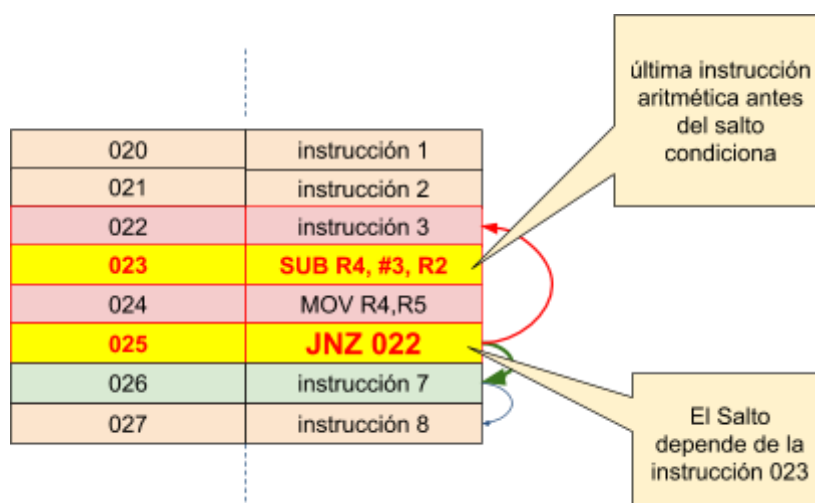 última instrucción
aritmética antes
del salto
condiciona
020 instrucción 1
021 instrucción 2
022 instrucción 3
023 SUB R4, #3, R2
024 MOV R4,R5
025 JNZ 022
026 instrucción 7
027 instrucción 8
El Salto
depende de la
instrucción 023